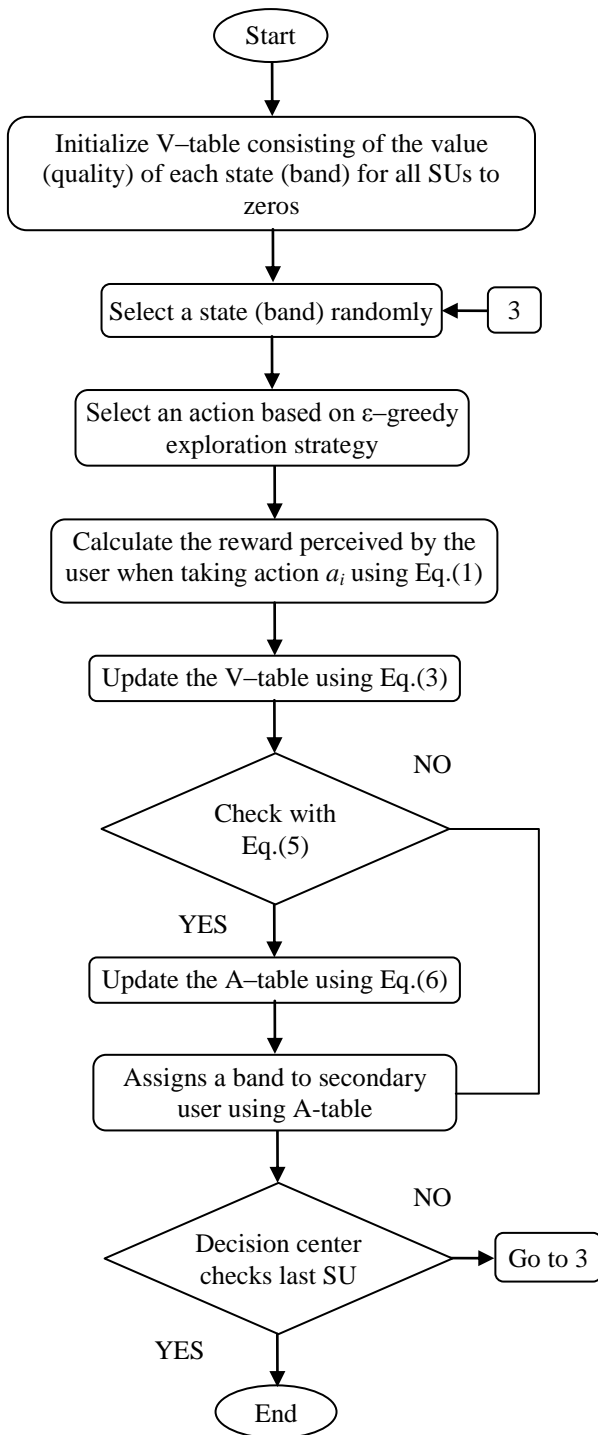 Start
Initialize V–table consisting of the value
(quality) of each state (band) for all SUs to
zeros
Select a state (band) randomly
3
Select an action based on ε–greedy
exploration strategy
Calculate the reward perceived by the
user when taking action a_i using Eq.(1)
Update the V–table using Eq.(3)
NO
Check with
Eq.(5)
YES
Update the A–table using Eq.(6)
Assigns a band to secondary
user using A-table
NO
Decision center
checks last SU
Go to 3
YES
End